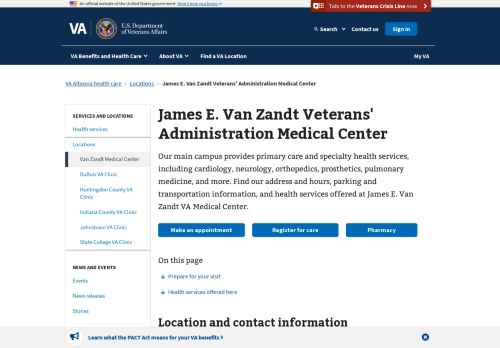 An official website of the United States government Here's how you know
Talk to the Veterans Crisis Line now
VA
U.S. Department
of Veterans Affairs
Search
Contact us
Sign in
VA Benefits and Health Care
About VA
Find a VA Location
My VA
VA Altoona health care
Locations
James E. Van Zandt Veterans' Administration Medical Center
SERVICES AND LOCATIONS
Health services
Locations
Van Zandt Medical Center
DuBois VA Clinic
Huntingdon County VA
Clinic
Indiana County VA Clinic
Johnstown VA Clinic
State College VA Clinic
NEWS AND EVENTS
Events
News releases
Stories
James E. Van Zandt Veterans'
Administration Medical Center
Our main campus provides primary care and specialty health services,
including cardiology, neurology, orthopedics, prosthetics, pulmonary
medicine, and more. Find our address and hours, parking and
transportation information, and health services offered at James E. Van
Zandt VA Medical Center.
Make an appointment
Register for care
Pharmacy
On this page
Prepare for your visit
Health services offered here
Location and contact information
Learn what the PACT Act means for your VA benefits >